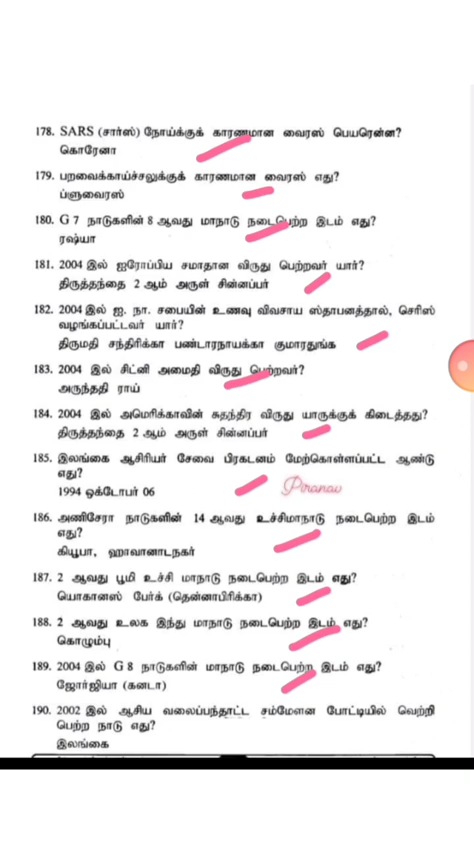 178. SARS (சார்ஸ்) நோய்க்குக் காரணமான வைரஸ் பெயரென்ன?
கொரோனா
179. பறவைக்காய்ச்சலுக்குக் காரணமான வைரஸ் எது?
ப்ளுவைரஸ்
180. G 7 நாடுகளின் 8 ஆவது மாநாடு நடைபெற்ற இடம் எது?
ரஷ்யா
181. 2004 இல் ஐரோப்பிய சமாதான விருது பெற்றவர் யார்?
திருத்தந்தை 2 ஆம் அருள் சின்னப்பர்
182. 2004 இல் ஐ. நா. சபையின் உணவு விவசாய ஸ்தாபனத்தால், செரிஸ்
வழங்கப்பட்டவர் யார்?
திருமதி சந்திரிக்கா பண்டாரநாயக்கா குமாரதுங்க
183. 2004 இல் சிட்னி அமைதி விருது பெற்றவர்?
அருந்ததி ராய்
184. 2004 இல் அமெரிக்காவின் சுதந்திர விருது யாருக்குக் கிடைத்தது?
திருத்தந்தை 2 ஆம் அருள் சின்னப்பர்
185. இலங்கை ஆசிரியர் சேவை பிரகடனம் மேற்கொள்ளப்பட்ட ஆண்டு
எது?
1994 ஒக்டோபர் 06
Piranav
186. அணிசேரா நாடுகளின் 14 ஆவது உச்சிமாநாடு நடைபெற்ற இடம்
எது?
கியூபா, ஹாவானாடநகர்
187. 2 ஆவது பூமி உச்சி மாநாடு நடைபெற்ற இடம் எது?
யொகானஸ் பேர்க் (தென்னாபிரிக்கா)
188. 2 ஆவது உலக இந்து மாநாடு நடைபெற்ற இடம் எது?
கொழும்பு
189. 2004 இல் G 8 நாடுகளின் மாநாடு நடைபெற்ற இடம் எது?
ஜோர்ஜியா (கனடா)
190. 2002 இல் ஆசிய வலைப்பந்தாட்ட சம்மேளன போட்டியில் வெற்றி
பெற்ற நாடு எது?
இலங்கை